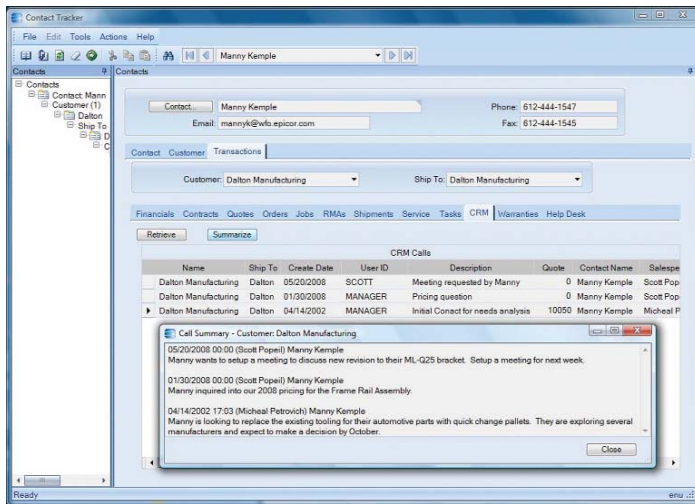 Contact Tracker
File Edit Tools Actions Help
Manny Kemple
Contacts
Contacts
Contact: Mann
Customer (1)
Dalton
Ship To
D
C
Contacts
Contact... Manny Kemple Phone: 612-444-1547
Email: mannyk@wfo.epicor.com Fax: 612-444-1545
Contact Customer Transactions
Customer: Dalton Manufacturing Ship To: Dalton Manufacturing
Financials Contracts Quotes Orders Jobs RMAs Shipments Service Tasks CRM Warranties Help Desk
Retrieve Summarize
CRM Calls
Name Ship To Create Date User ID Description Quote Contact Name Salespe
Dalton Manufacturing Dalton 05/20/2008 SCOTT Meeting requested by Manny 0 Manny Kemple Scott Pop
Dalton Manufacturing Dalton 01/30/2008 MANAGER Pricing question 0 Manny Kemple Scott Pop
Dalton Manufacturing Dalton 04/14/2002 MANAGER Initial Conact for needs analysis 10050 Manny Kemple Micheal P
Call Summary - Customer: Dalton Manufacturing
05/20/2008 00:00 (Scott Popeil) Manny Kemple
Manny wants to setup a meeting to discuss new revision to their ML-Q25 bracket. Setup a meeting for next week.
01/30/2008 00:00 (Scott Popeil) Manny Kemple
Manny inquired into our 2008 pricing for the Frame Rail Assembly.
04/14/2002 17:03 (Micheal Petrovich) Manny Kemple
Manny is looking to replace the existing tooling for their automotive parts with quick change pallets. They are exploring several
manufacturers and expect to make a decision by October.
Close
Ready enu